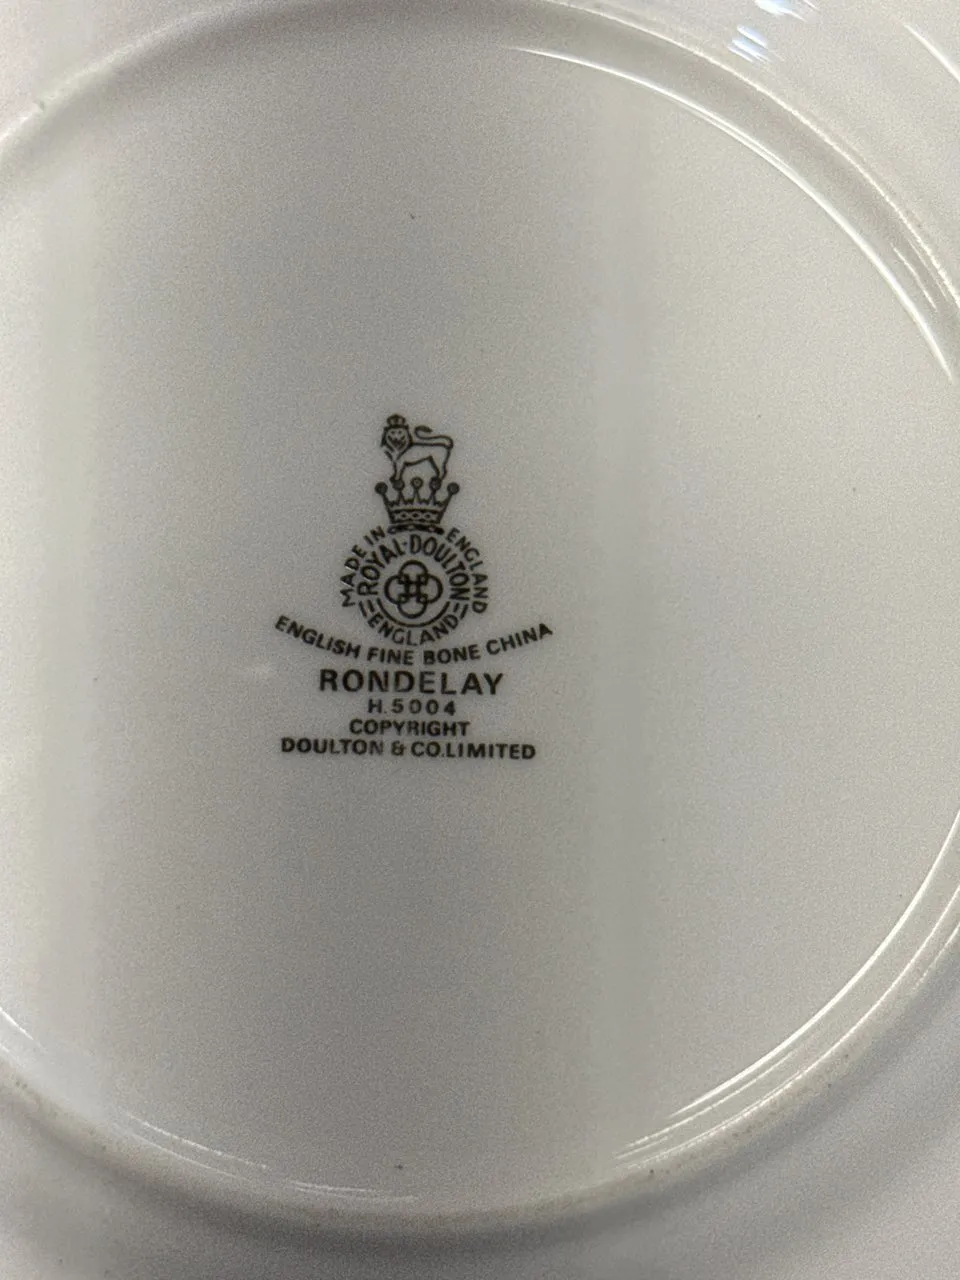 MADE IN ENGLAND
ROYAL·DOULTON
ENGLAND
ENGLISH FINE BONE CHINA
RONDELAY
H.5004
COPYRIGHT
DOULTON & CO.LIMITED